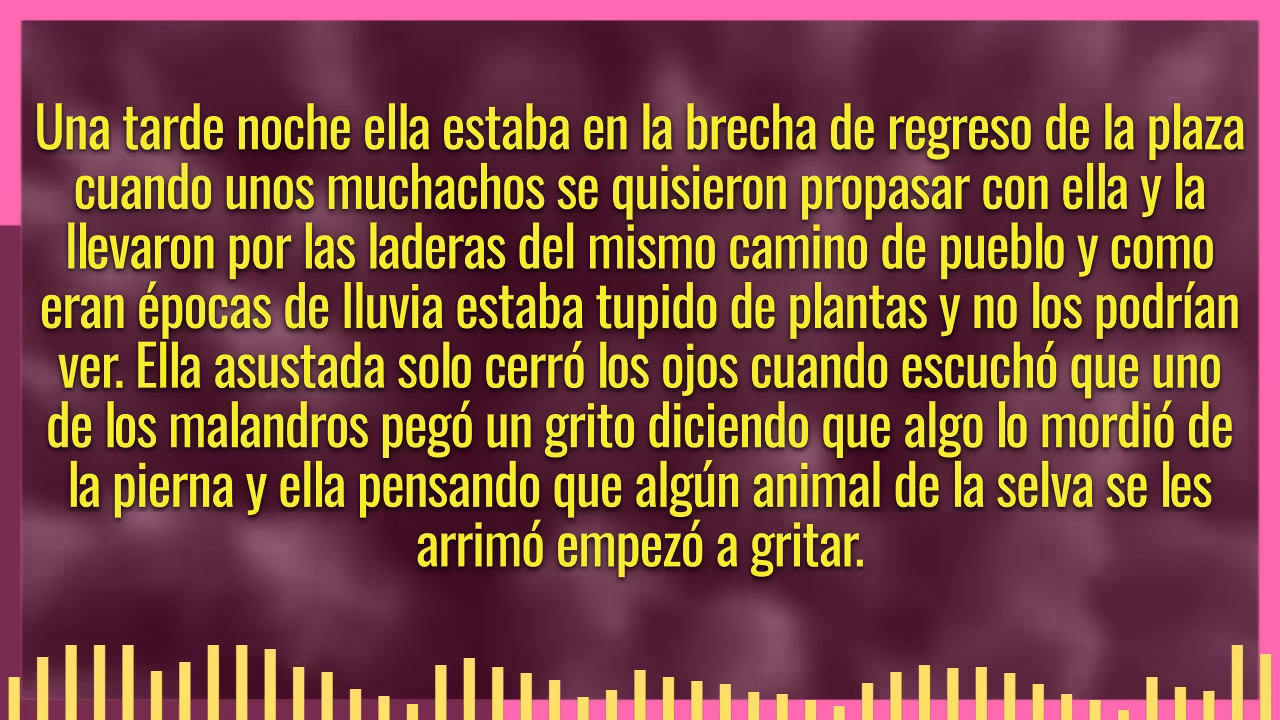 Una tarde noche ella estaba en la brecha de regreso de la plaza
cuando unos muchachos se quisieron propasar con ella y la
llevaron por las laderas del mismo camino de pueblo y como
eran épocas de lluvia estaba tupido de plantas y no los podrían
ver. Ella asustada solo cerró los ojos cuando escuchó que uno
de los malandros pegó un grito diciendo que algo lo mordió de
la pierna y ella pensando que algún animal de la selva se les
arrimó empezó a gritar.